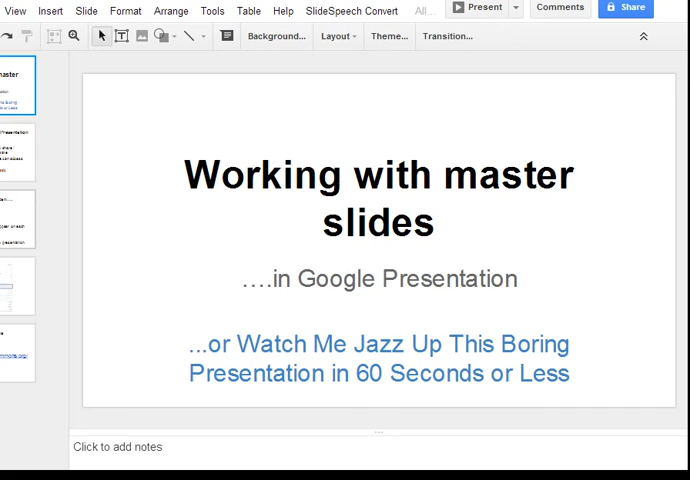 View Insert Slide Format Arrange Tools Table Help SlideSpeech Convert All... Present Comments Share
Background... Layout Theme... Transition...
Working with master
slides
....in Google Presentation
...or Watch Me Jazz Up This Boring
Presentation in 60 Seconds or Less
Click to add notes